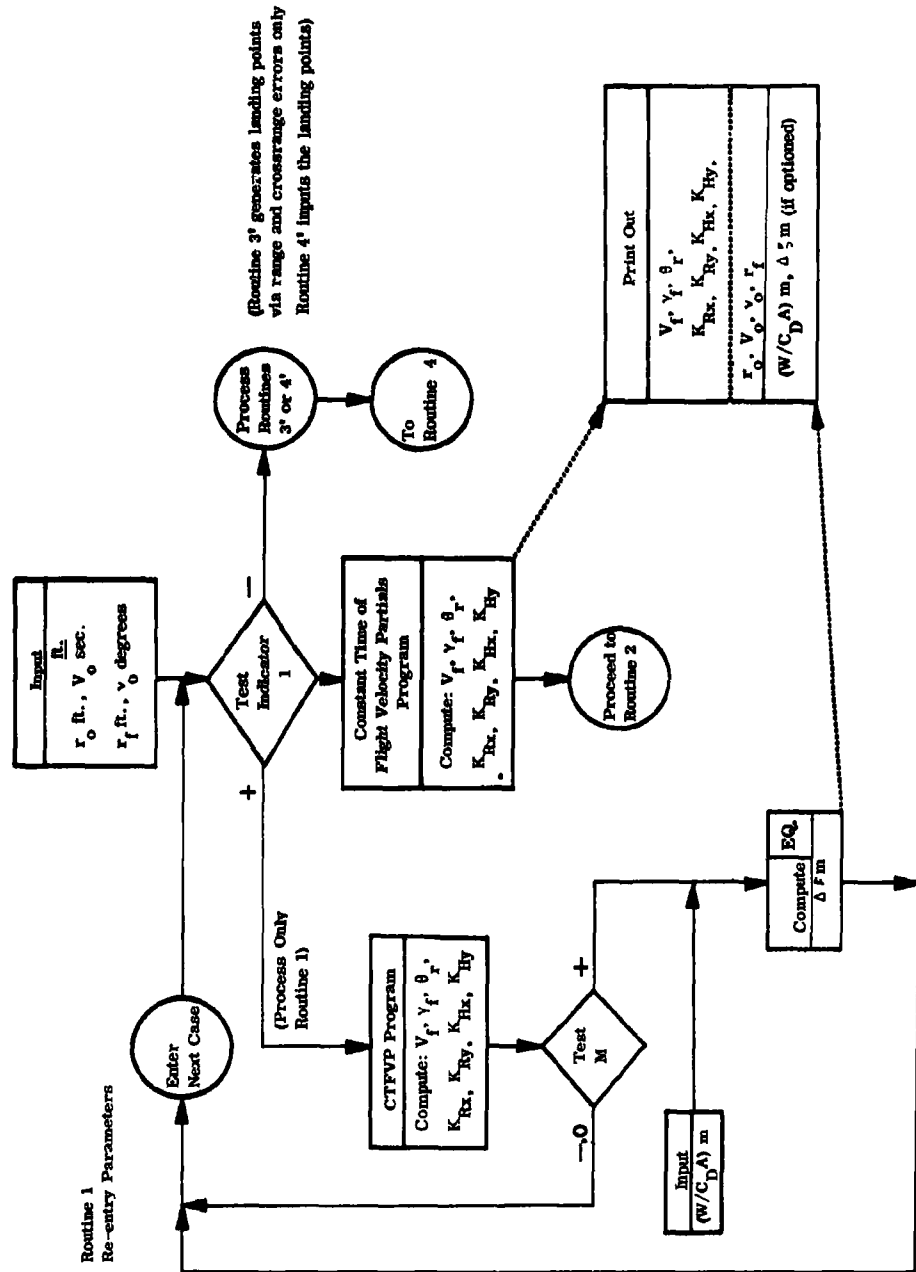 Routine 1
Re-entry Parameters
Enter
Next Case
Input
ft.
r_o ft., V_o sec.
r_f ft., ν_o degrees
Test
Indicator
1
+
−
(Process Only
Routine 1)
Process
Routines
3' or 4'
To
Routine 4
(Routine 3' generates landing points
via range and crossrange errors only
Routine 4' inputs the landing points)
CTFVP Program
Compute: V_f, γ_f, θ_r,
K_Rx, K_Ry, K_Hx, K_Hy
Constant Time of
Flight Velocity Partials
Program
Compute: V_f, γ_f, θ_r,
K_Rx, K_Ry, K_Hx, K_Hy
.
Test
M
−.0
+
Proceed to
Routine 2
Input
(W/C_D A) m
Compute
EQ.
Δ ξ m
Print Out
V_f, γ_f, θ_r,
K_Rx, K_Ry, K_Hx, K_Hy,
r_o, V_o, ν_o, r_f
(W/C_D A) m, Δ ξ m (if optioned)